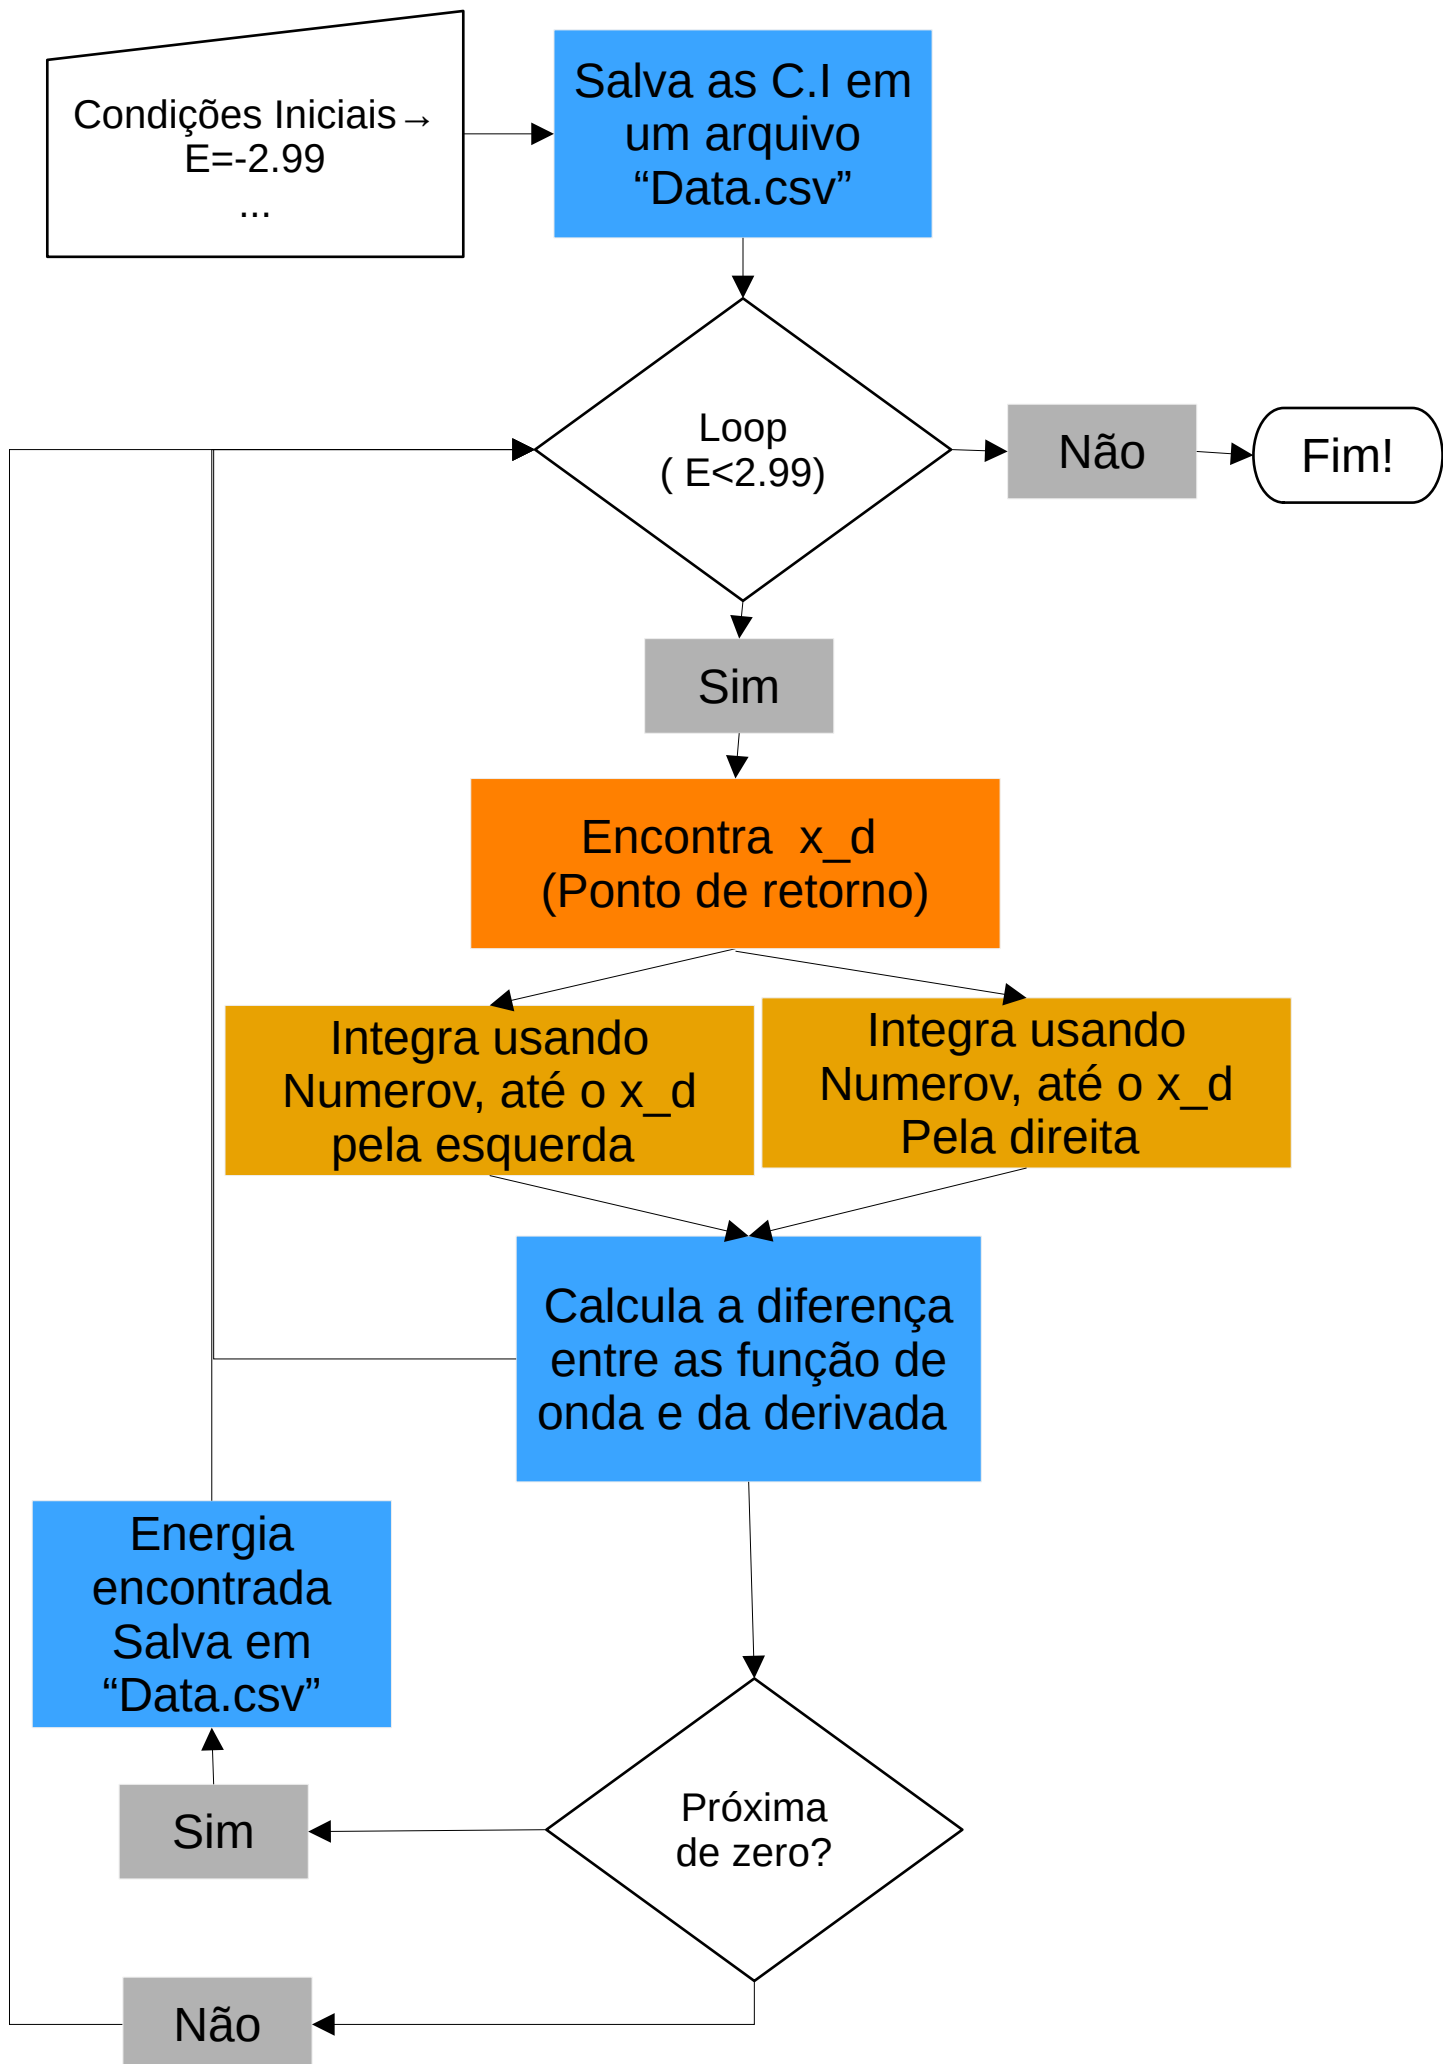 Condições Iniciais→
E=-2.99
...
Salva as C.I em
um arquivo
“Data.csv”
Loop
( E<2.99)
Não
Fim!
Sim
Encontra x_d
(Ponto de retorno)
Integra usando
Numerov, até o x_d
pela esquerda
Integra usando
Numerov, até o x_d
Pela direita
Calcula a diferença
entre as função de
onda e da derivada
Energia
encontrada
Salva em
“Data.csv”
Próxima
de zero?
Sim
Não